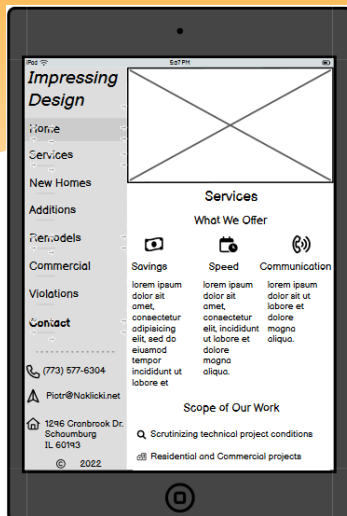 iPad
5:27 PM
Impressing
Design
Home
Services
New Homes
Additions
Remodels
Commercial
Violations
Contact
(773) 577-6304
Piotr@Naklicki.net
1296 Cranbrook Dr.
Schaumburg
IL 60193
© 2022
Services
What We Offer
Savings
lorem ipsum
dolor sit
amet,
consectetur
adipisicing
elit, sed do
eiusmod
tempor
incididunt ut
labore et
Speed
lorem ipsum
dolor sit
amet,
consectetur
elit, incididunt
ut labore et
dolore
magna
aliqua.
Communication
lorem ipsum
dolor sit ut
labore et
dolore
magna
aliqua.
Scope of Our Work
Scrutinizing technical project conditions
Residential and Commercial projects